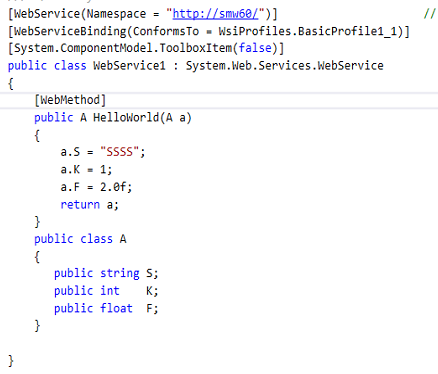 [WebService(Namespace = "http://smw60/")] //
[WebServiceBinding(ConformsTo = WsiProfiles.BasicProfile1_1)]
[System.ComponentModel.ToolboxItem(false)]
public class WebService1 : System.Web.Services.WebService
{
[WebMethod]
public A HelloWorld(A a)
{
a.S = "SSSS";
a.K = 1;
a.F = 2.0f;
return a;
}
public class A
{
public string S;
public int K;
public float F;
}
}